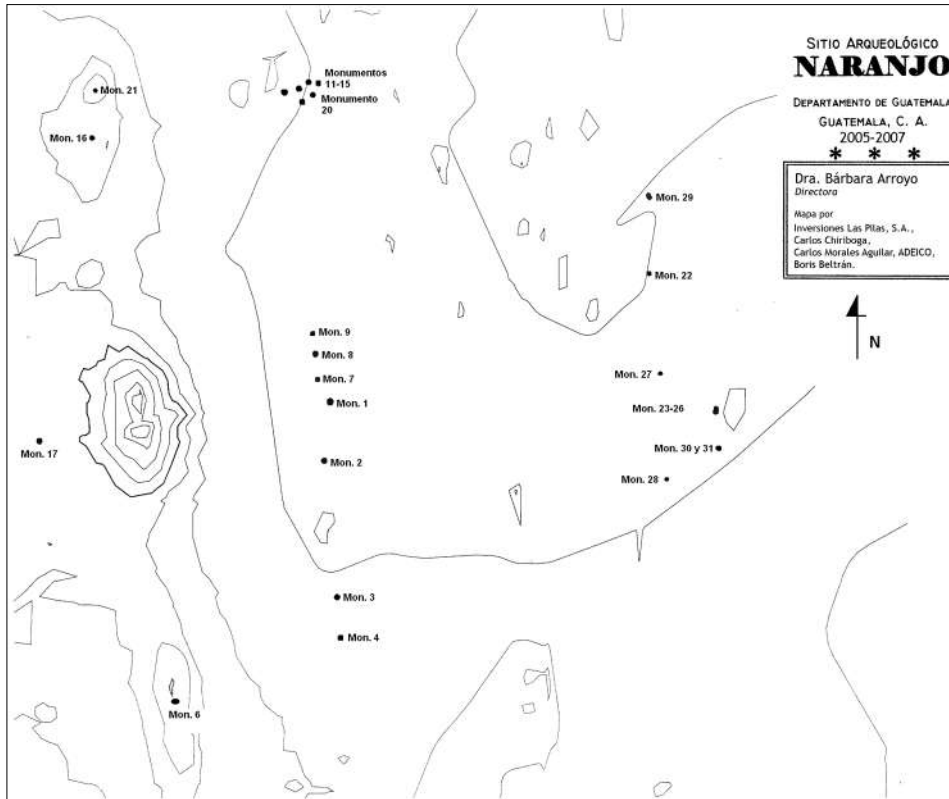 SITIO ARQUEOLÓGICO
NARANJO
DEPARTAMENTO DE GUATEMALA
GUATEMALA, C. A.
2005-2007
* * *
Dra. Bárbara Arroyo
Directora
Mapa por
Inversiones Las Pilas, S.A.,
Carlos Chiriboga,
Carlos Morales Aguilar, ADEICO,
Boris Beltrán.
N
Monumentos
11-15
Monumento
20
Mon. 21
Mon. 16
Mon. 29
Mon. 22
Mon. 9
Mon. 8
Mon. 7
Mon. 1
Mon. 27
Mon. 23-26
Mon. 17
Mon. 2
Mon. 30 y 31
Mon. 28
Mon. 3
Mon. 4
Mon. 6